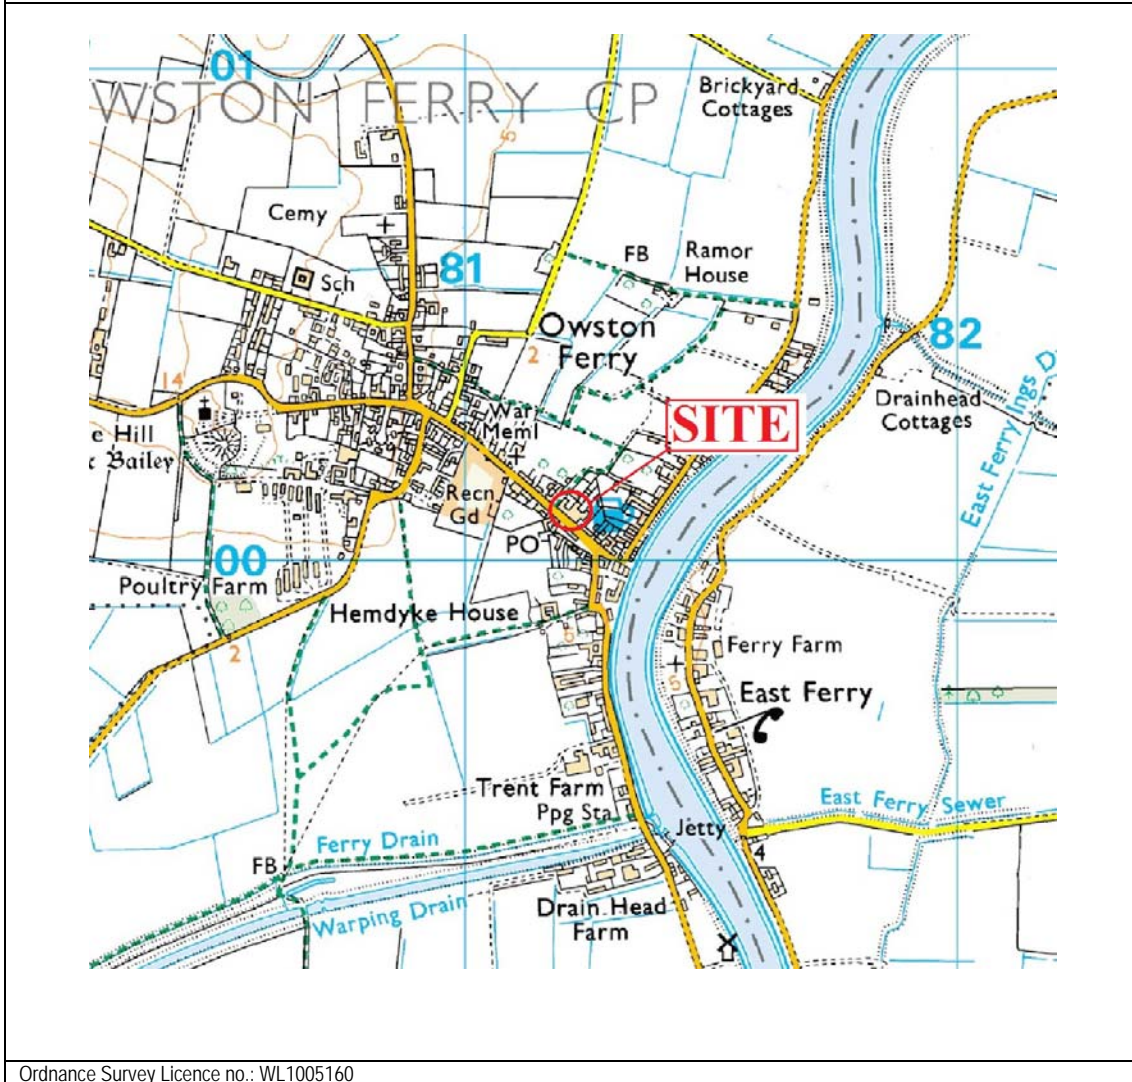 01
WSTON FERRY CP
Brickyard
Cottages
5
Cemy
FB
Ramor
House
81
Sch
Owston
Ferry
2
82
14
SITE
Drainhead
Cottages
War
Meml
e Hill
Bailey
East Ferry Ings
Recn
Gd
PO
00
Poultry Farm
Hemdyke House
6
2
Ferry Farm
5
East Ferry
Trent Farm
Ppg Sta
East Ferry Sewer
Jetty
Ferry Drain
4
FB
Warping Drain
Drain Head
Farm
Ordnance Survey Licence no.: WL1005160